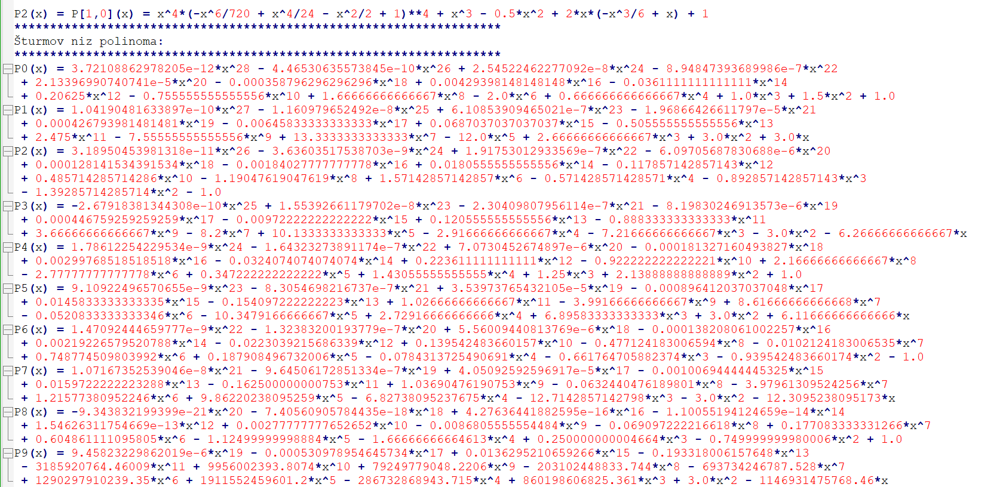 P2(x) = P[1,0](x) = x^4*(-x^6/720 + x^4/24 - x^2/2 + 1)**4 + x^3 - 0.5*x^2 + 2*x*(-x^3/6 + x) + 1
********************************************************************
Šturmov niz polinoma:
********************************************************************
P0(x) = 3.72108862978205e-12*x^28 - 4.46530635573845e-10*x^26 + 2.54522462277092e-8*x^24 - 8.94847393689986e-7*x^22
+ 2.13396990740741e-5*x^20 - 0.000358796296296296*x^18 + 0.00429398148148148*x^16 - 0.0361111111111111*x^14
+ 0.20625*x^12 - 0.755555555555556*x^10 + 1.66666666666667*x^8 - 2.0*x^6 + 0.666666666666667*x^4 + 1.0*x^3 + 1.5*x^2 + 1.0
P1(x) = 1.04190481633897e-10*x^27 - 1.160979652492e-8*x^25 + 6.10853909465021e-7*x^23 - 1.96866426611797e-5*x^21
+ 0.000426793981481481*x^19 - 0.00645833333333333*x^17 + 0.0687037037037037*x^15 - 0.505555555555556*x^13
+ 2.475*x^11 - 7.55555555555556*x^9 + 13.3333333333333*x^7 - 12.0*x^5 + 2.66666666666667*x^3 + 3.0*x^2 + 3.0*x
P2(x) = 3.18950453981318e-11*x^26 - 3.63603517538703e-9*x^24 + 1.91753012933569e-7*x^22 - 6.09705687830688e-6*x^20
+ 0.000128141534391534*x^18 - 0.00184027777777778*x^16 + 0.0180555555555556*x^14 - 0.117857142857143*x^12
+ 0.485714285714286*x^10 - 1.19047619047619*x^8 + 1.57142857142857*x^6 - 0.571428571428571*x^4 - 0.892857142857143*x^3
- 1.39285714285714*x^2 - 1.0
P3(x) = -2.67918381344308e-10*x^25 + 1.55392661179702e-8*x^23 - 2.30409807956114e-7*x^21 - 8.19830246913573e-6*x^19
+ 0.000446759259259259*x^17 - 0.00972222222222222*x^15 + 0.120555555555556*x^13 - 0.888333333333333*x^11
+ 3.66666666666667*x^9 - 8.2*x^7 + 10.1333333333333*x^5 - 2.91666666666667*x^4 - 7.21666666666667*x^3 - 3.0*x^2 - 6.26666666666667*x
P4(x) = 1.78612254229534e-9*x^24 - 1.64323273891174e-7*x^22 + 7.0730452674897e-6*x^20 - 0.000181327160493827*x^18
+ 0.00299768518518518*x^16 - 0.0324074074074074*x^14 + 0.223611111111111*x^12 - 0.922222222222221*x^10 + 2.16666666666667*x^8
- 2.77777777777778*x^6 + 0.347222222222222*x^5 + 1.43055555555555*x^4 + 1.25*x^3 + 2.13888888888889*x^2 + 1.0
P5(x) = 9.10922496570655e-9*x^23 - 8.3054698216737e-7*x^21 + 3.53973765432105e-5*x^19 - 0.000896412037037048*x^17
+ 0.0145833333333335*x^15 - 0.154097222222223*x^13 + 1.02666666666667*x^11 - 3.99166666666667*x^9 + 8.61666666666668*x^7
- 0.0520833333333346*x^6 - 10.3479166666667*x^5 + 2.72916666666666*x^4 + 6.89583333333333*x^3 + 3.0*x^2 + 6.11666666666666*x
P6(x) = 1.47092444659777e-9*x^22 - 1.32383200193779e-7*x^20 + 5.56009440813769e-6*x^18 - 0.000138208061002257*x^16
+ 0.00219226579520788*x^14 - 0.0223039215686339*x^12 + 0.139542483660157*x^10 - 0.477124183006594*x^8 - 0.0102124183006535*x^7
+ 0.748774509803992*x^6 + 0.187908496732006*x^5 - 0.0784313725490691*x^4 - 0.661764705882374*x^3 - 0.939542483660174*x^2 - 1.0
P7(x) = 1.07167352539046e-8*x^21 - 9.64506172851334e-7*x^19 + 4.05092592596917e-5*x^17 - 0.00100694444445325*x^15
+ 0.0159722222223288*x^13 - 0.162500000000753*x^11 + 1.03690476190753*x^9 - 0.0632440476189801*x^8 - 3.97961309524256*x^7
+ 1.21577380952246*x^6 + 9.86220238095259*x^5 - 6.82738095237675*x^4 - 12.7142857142798*x^3 - 3.0*x^2 - 12.3095238095173*x
P8(x) = -9.343832199399e-21*x^20 - 7.40560905784435e-18*x^18 + 4.27636441882595e-16*x^16 - 1.10055194124659e-14*x^14
+ 1.54626311754669e-13*x^12 + 0.00277777777652652*x^10 - 0.0086805555554484*x^9 - 0.069097222216618*x^8 + 0.177083333331266*x^7
+ 0.604861111095805*x^6 - 1.12499999998884*x^5 - 1.66666666664613*x^4 + 0.250000000004664*x^3 - 0.749999999980006*x^2 + 1.0
P9(x) = 9.45823229862019e-6*x^19 - 0.000530978954645734*x^17 + 0.0136295210659266*x^15 - 0.193318006157648*x^13
- 3185920764.46009*x^11 + 9956002393.8074*x^10 + 79249779048.2206*x^9 - 203102448833.744*x^8 - 693734246787.528*x^7
+ 1290297910239.35*x^6 + 1911552459601.2*x^5 - 286732868943.715*x^4 + 860198606825.361*x^3 + 3.0*x^2 - 1146931475768.46*x